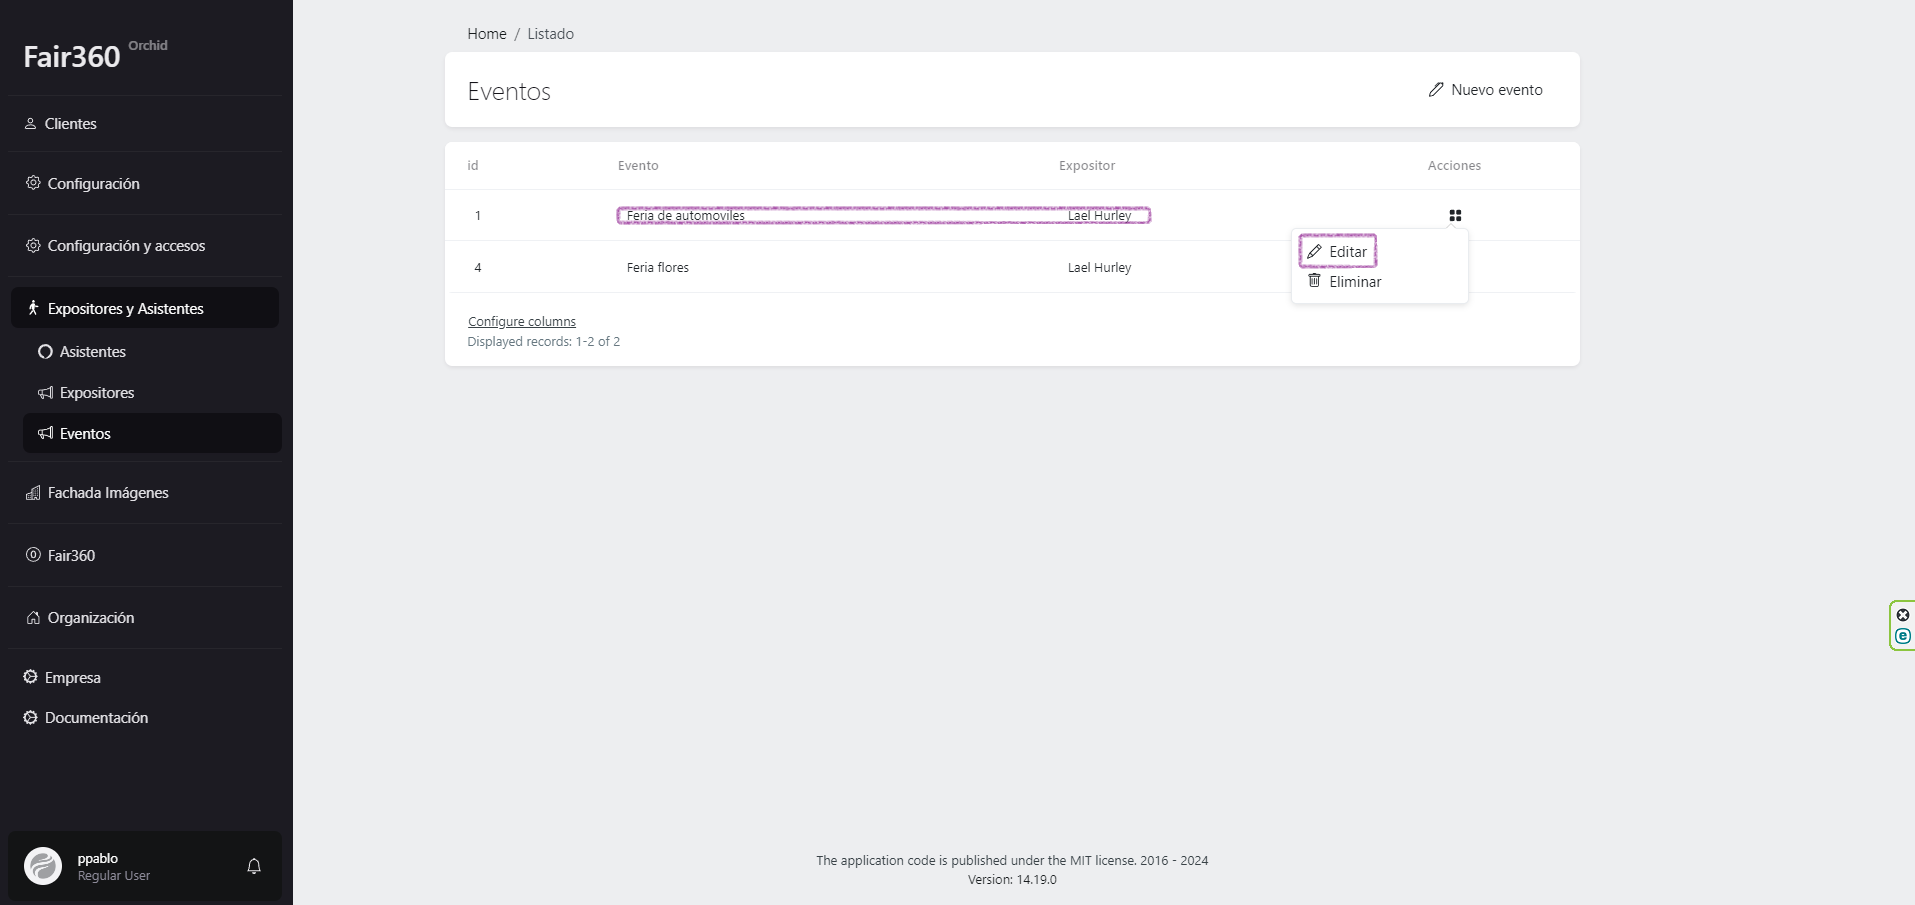 Fair360 Orchid
Clientes
Configuración
Configuración y accesos
Expositores y Asistentes
Asistentes
Expositores
Eventos
Fachada Imágenes
Fair360
Organización
Empresa
Documentación
ppablo
Regular User
Home / Listado
Eventos
Nuevo evento
id Evento Expositor Acciones
1 Feria de automoviles Lael Hurley
Editar
4 Feria flores Lael Hurley
Eliminar
Configure columns
Displayed records: 1-2 of 2
The application code is published under the MIT license. 2016 - 2024
Version: 14.19.0